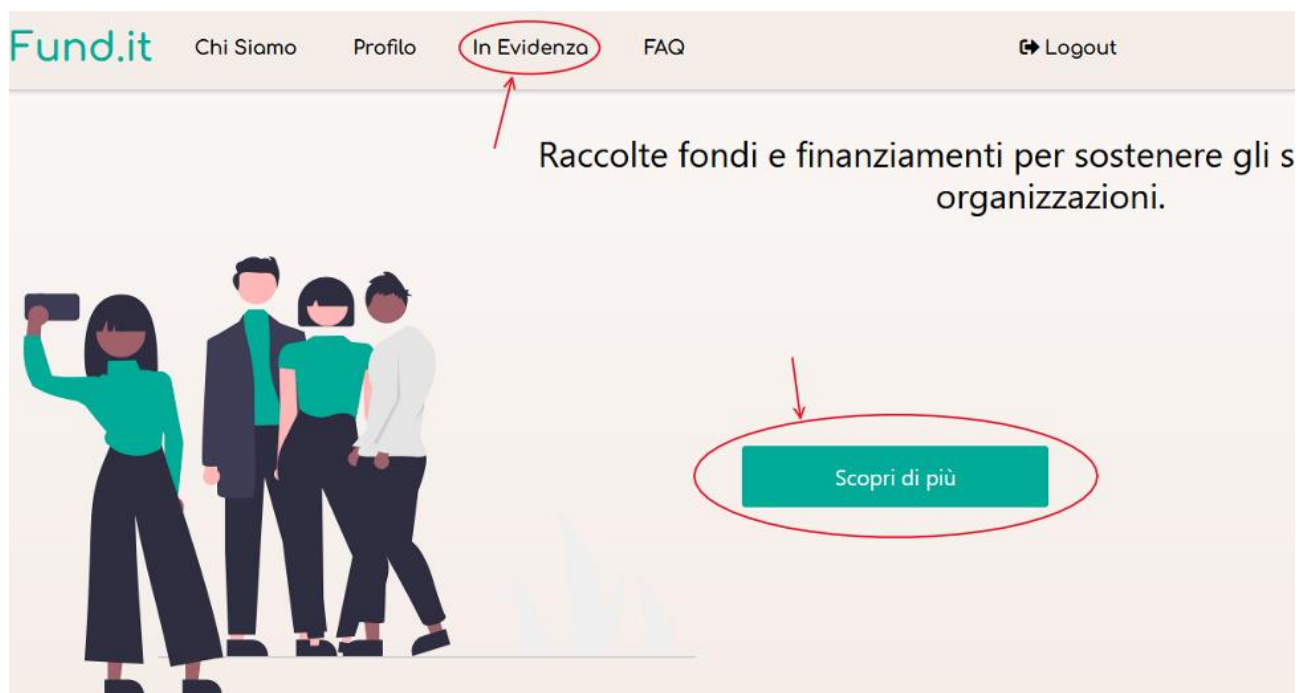 Fund.it Chi Siamo Profilo In Evidenza FAQ Logout
Raccolte fondi e finanziamenti per sostenere gli s
organizzazioni.
Scopri di più